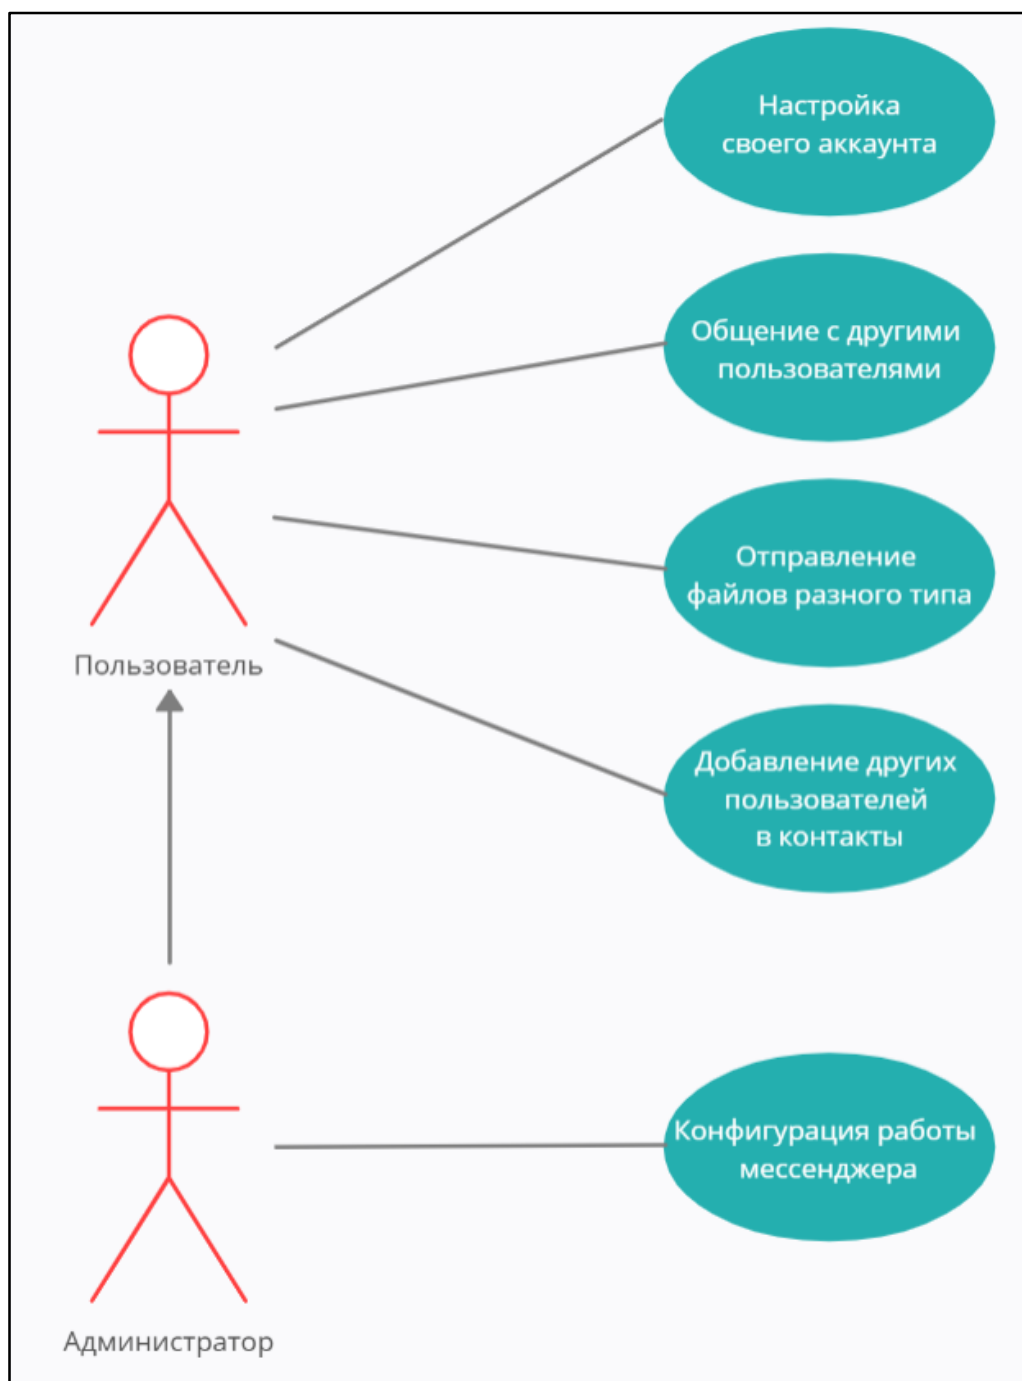 Настройка
своего аккаунта
Общение с другими
пользователями
Отправление
файлов разного типа
Пользователь
Добавление других
пользователей
в контакты
Конфигурация работы
мессенджера
Администратор